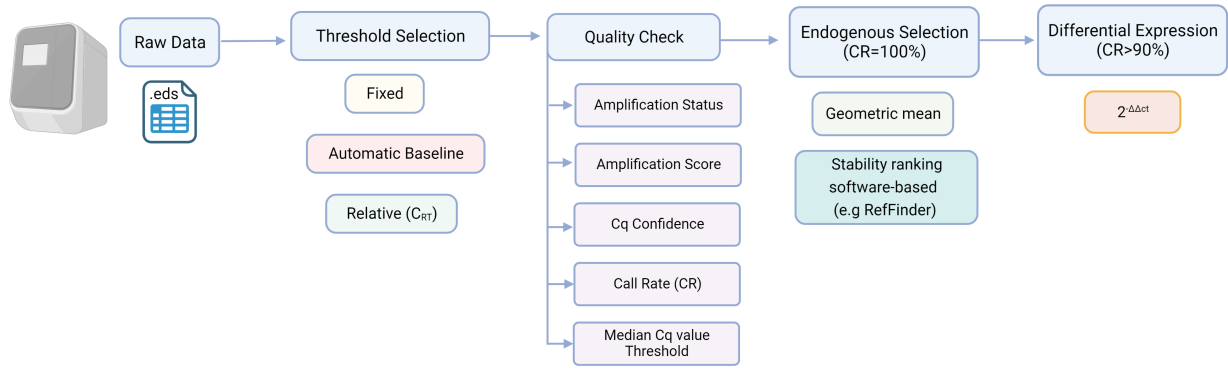 Raw Data
.eds
Threshold Selection
Fixed
Automatic Baseline
Relative (CRT)
Quality Check
Amplification Status
Amplification Score
Cq Confidence
Call Rate (CR)
Median Cq value
Threshold
Endogenous Selection
(CR=100%)
Geometric mean
Stability ranking
software-based
(e.g RefFinder)
Differential Expression
(CR>90%)
2-ΔΔct